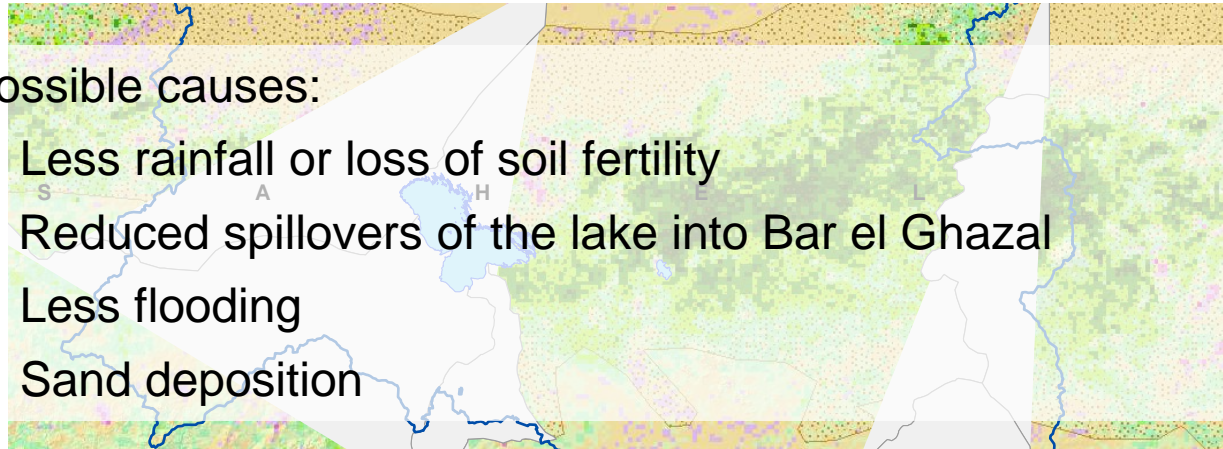 ossible causes:
Less rainfall or loss of soil fertility
S A H E L
Reduced spillovers of the lake into Bar el Ghazal
Less flooding
Sand deposition